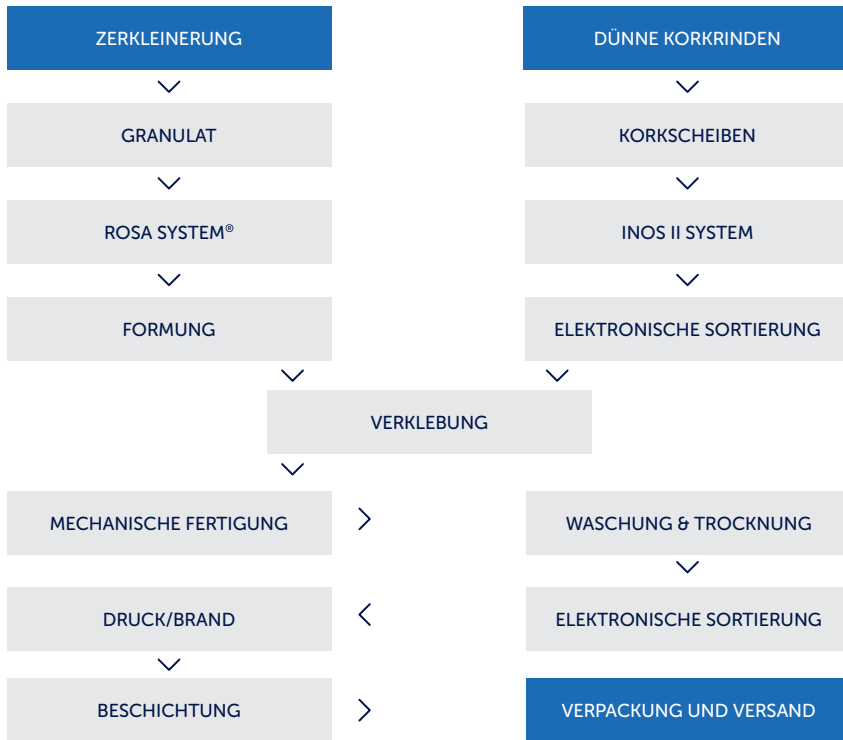 ZERKLEINERUNG
DÜNNE KORKRINDEN
GRANULAT
KORKSCHEIBEN
ROSA SYSTEM®
INOS II SYSTEM
FORMUNG
ELEKTRONISCHE SORTIERUNG
VERKLEBUNG
MECHANISCHE FERTIGUNG
WASCHUNG & TROCKNUNG
DRUCK/BRAND
ELEKTRONISCHE SORTIERUNG
BESCHICHTUNG
VERPACKUNG UND VERSAND